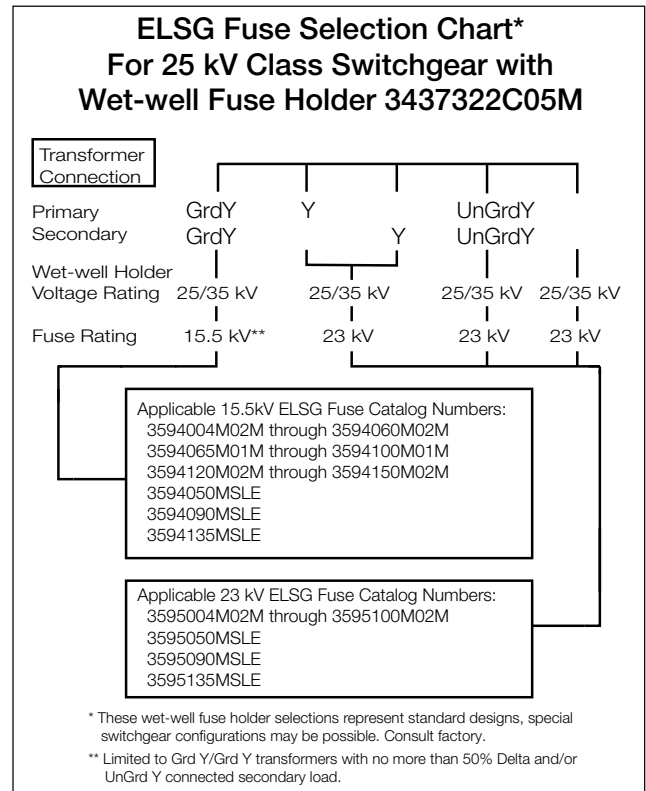 ELSG Fuse Selection Chart*
For 25 kV Class Switchgear with
Wet-well Fuse Holder 3437322C05M
Transformer
Connection
Primary GrdY Y UnGrdY
Secondary GrdY Y UnGrdY
Wet-well Holder
Voltage Rating 25/35 kV 25/35 kV 25/35 kV 25/35 kV
Fuse Rating 15.5 kV** 23 kV 23 kV 23 kV
Applicable 15.5kV ELSG Fuse Catalog Numbers:
3594004M02M through 3594060M02M
3594065M01M through 3594100M01M
3594120M02M through 3594150M02M
3594050MSLE
3594090MSLE
3594135MSLE
Applicable 23 kV ELSG Fuse Catalog Numbers:
3595004M02M through 3595100M02M
3595050MSLE
3595090MSLE
3595135MSLE
* These wet-well fuse holder selections represent standard designs, special
switchgear configurations may be possible. Consult factory.
** Limited to Grd Y/Grd Y transformers with no more than 50% Delta and/or
UnGrd Y connected secondary load.